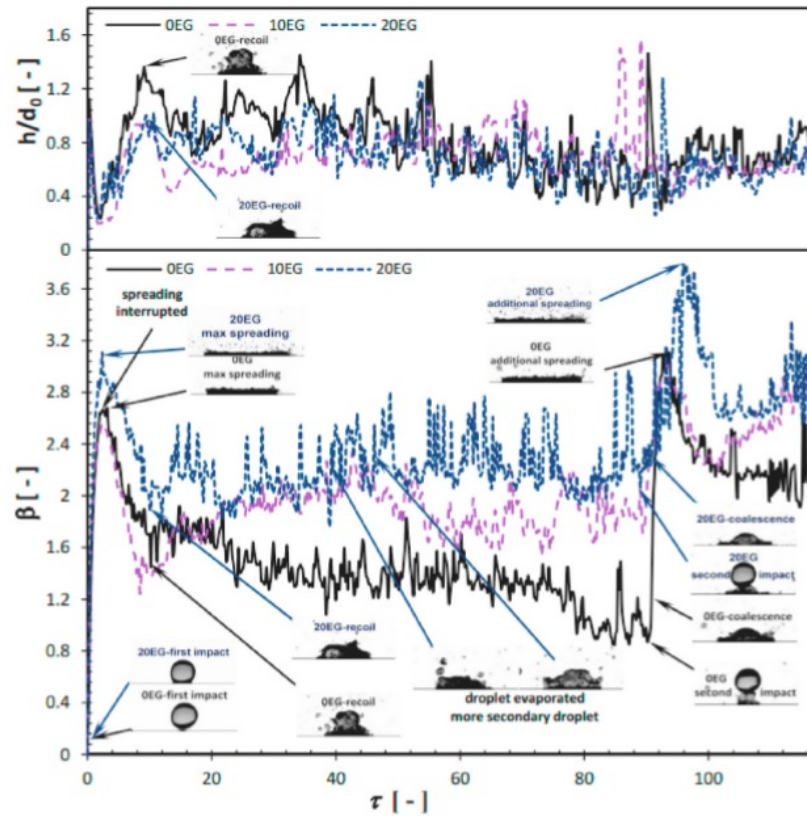 0EG 10EG 20EG
h/d0 [ - ]
1.6
1.2
0.8
0.4
0
0EG-recoil
20EG-recoil
0EG 10EG 20EG
β [ - ]
3.6
3.2
2.8
2.4
2
1.6
1.2
0.8
0.4
0
spreading
interrupted
20EG
max spreading
0EG
max spreading
20EG
additional spreading
0EG
additional spreading
20EG-coalescence
20EG
second impact
0EG-coalescence
0EG
second impact
20EG-first impact
0EG-first impact
20EG-recoil
0EG-recoil
droplet evaporated
more secondary droplet
0 20 40 60 80 100
τ [ - ]